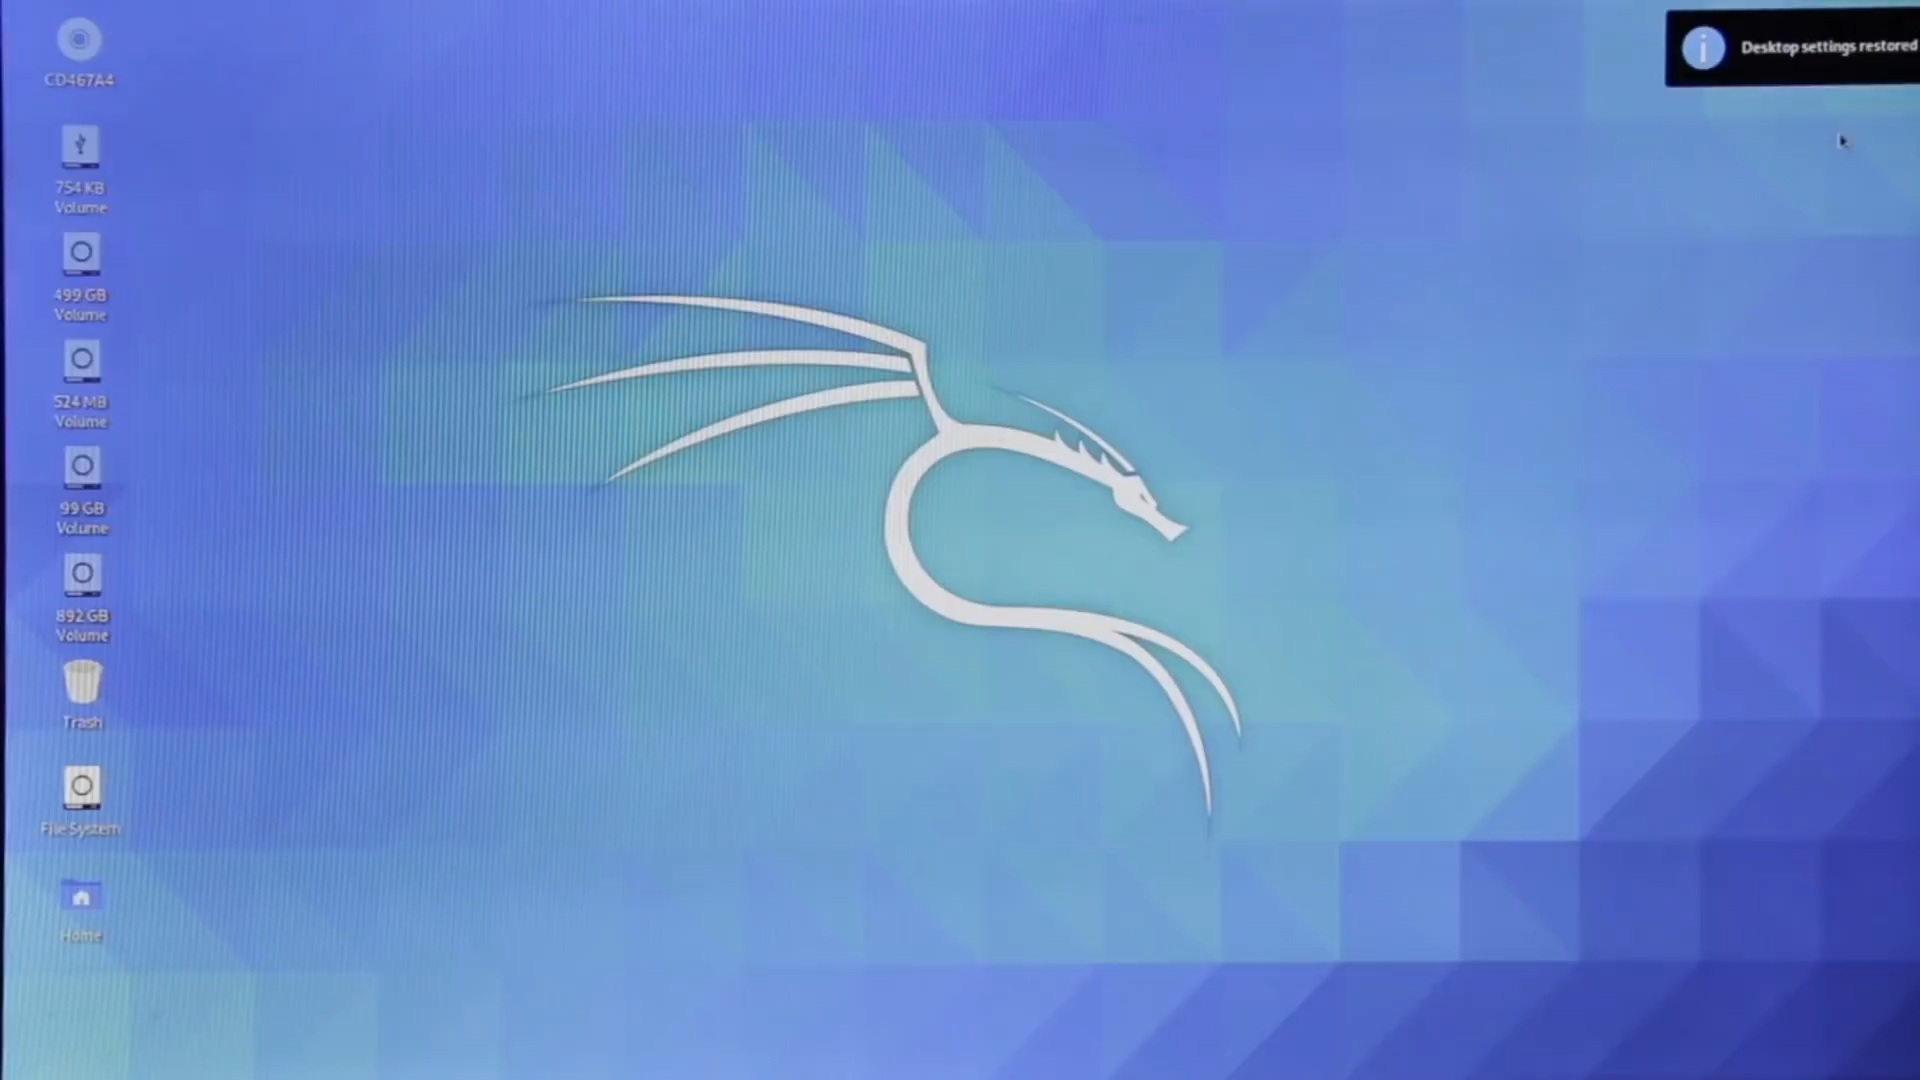 CD467A4
754 KB
Volume
499 GB
Volume
524 MB
Volume
99 GB
Volume
892 GB
Volume
Trash
File System
Home
Desktop settings restored